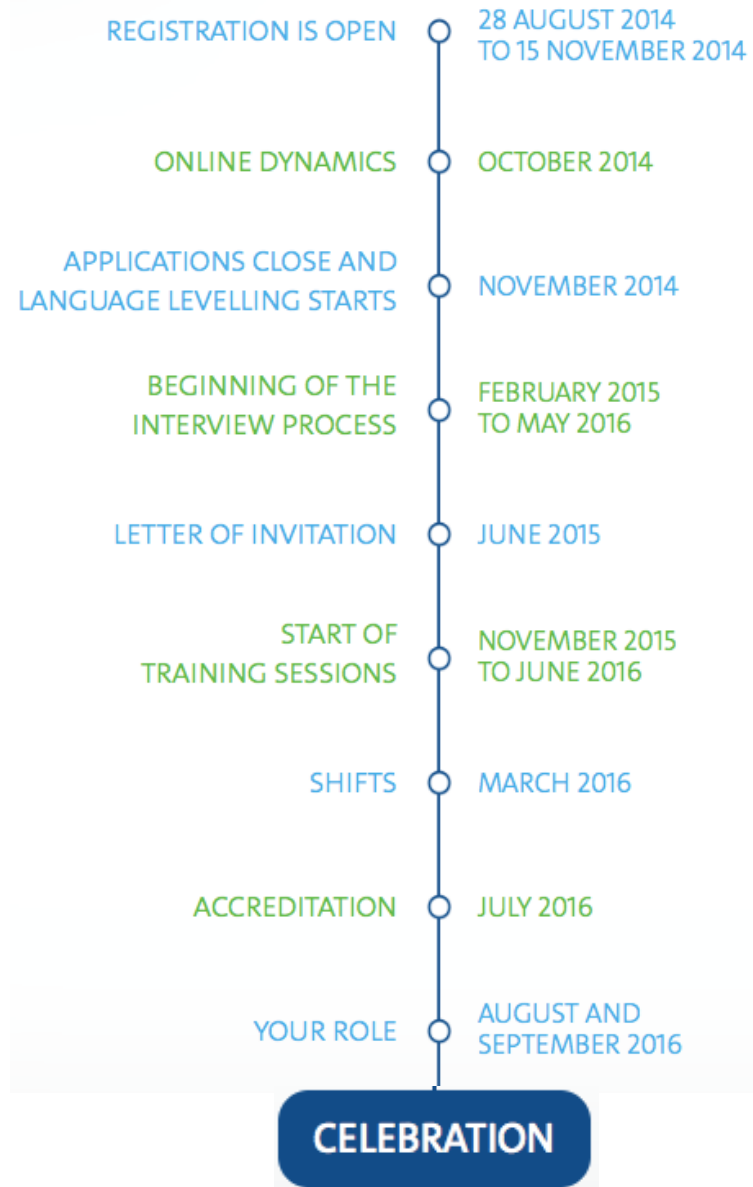 REGISTRATION IS OPEN
28 AUGUST 2014
TO 15 NOVEMBER 2014
ONLINE DYNAMICS
OCTOBER 2014
APPLICATIONS CLOSE AND
LANGUAGE LEVELLING STARTS
NOVEMBER 2014
BEGINNING OF THE
INTERVIEW PROCESS
FEBRUARY 2015
TO MAY 2016
LETTER OF INVITATION
JUNE 2015
START OF
TRAINING SESSIONS
NOVEMBER 2015
TO JUNE 2016
SHIFTS
MARCH 2016
ACCREDITATION
JULY 2016
YOUR ROLE
AUGUST AND
SEPTEMBER 2016
CELEBRATION